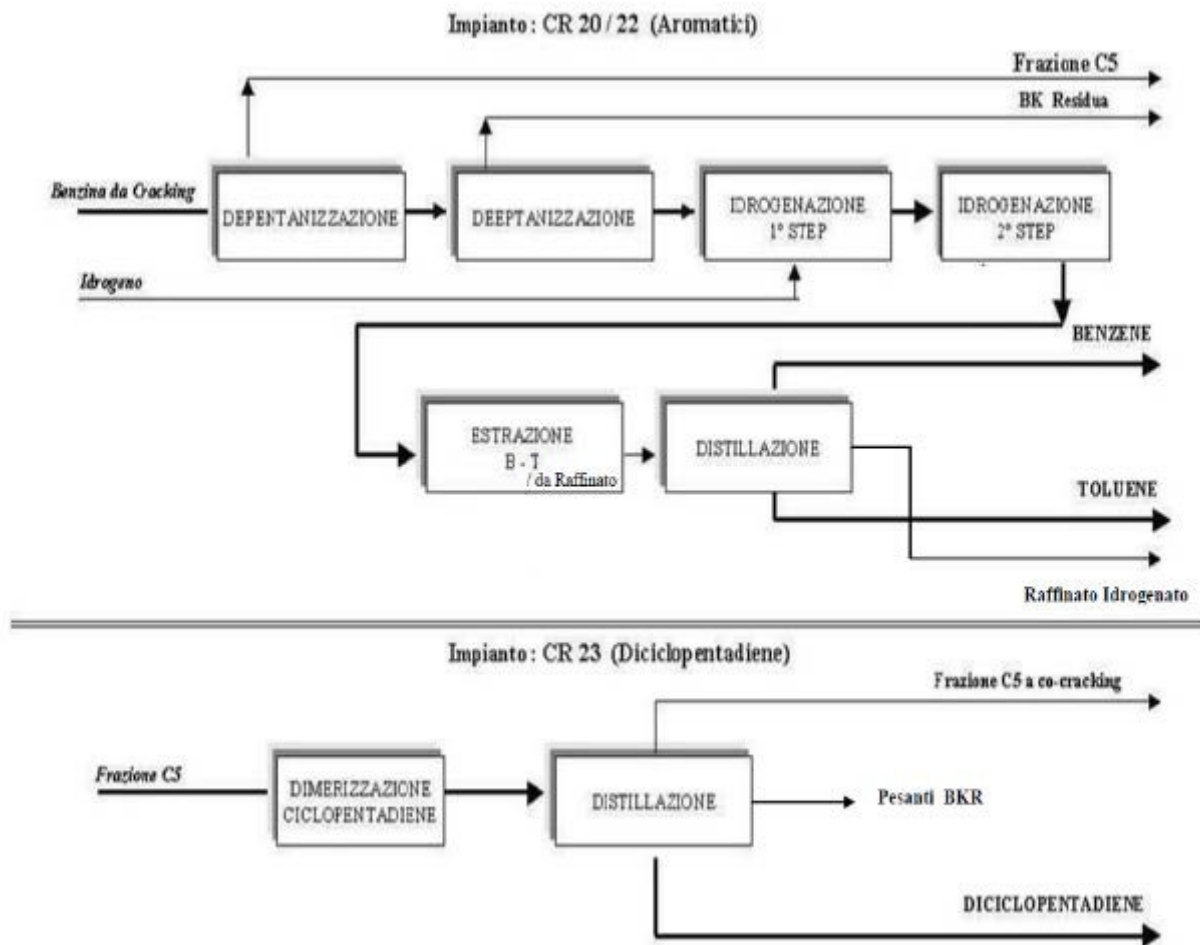 Impianto : CR 20 / 22 (Aromatici)
Frazione C5
BK Residua
Benzina da Cracking
DEPENTANIZZAZIONE
DEEPTANIZZAZIONE
IDROGENAZIONE
1° STEP
IDROGENAZIONE
2° STEP
Idrogeno
BENZENE
ESTRAZIONE
B - T
/ da Raffinato
DISTILLAZIONE
TOLUENE
Raffinato Idrogenato
Impianto : CR 23 (Diciclopentadiene)
Frazione C5 a co-cracking
Frazione C5
DIMERIZZAZIONE
CICLOPENTADIENE
DISTILLAZIONE
Pesanti BKR
DICICLOPENTADIENE